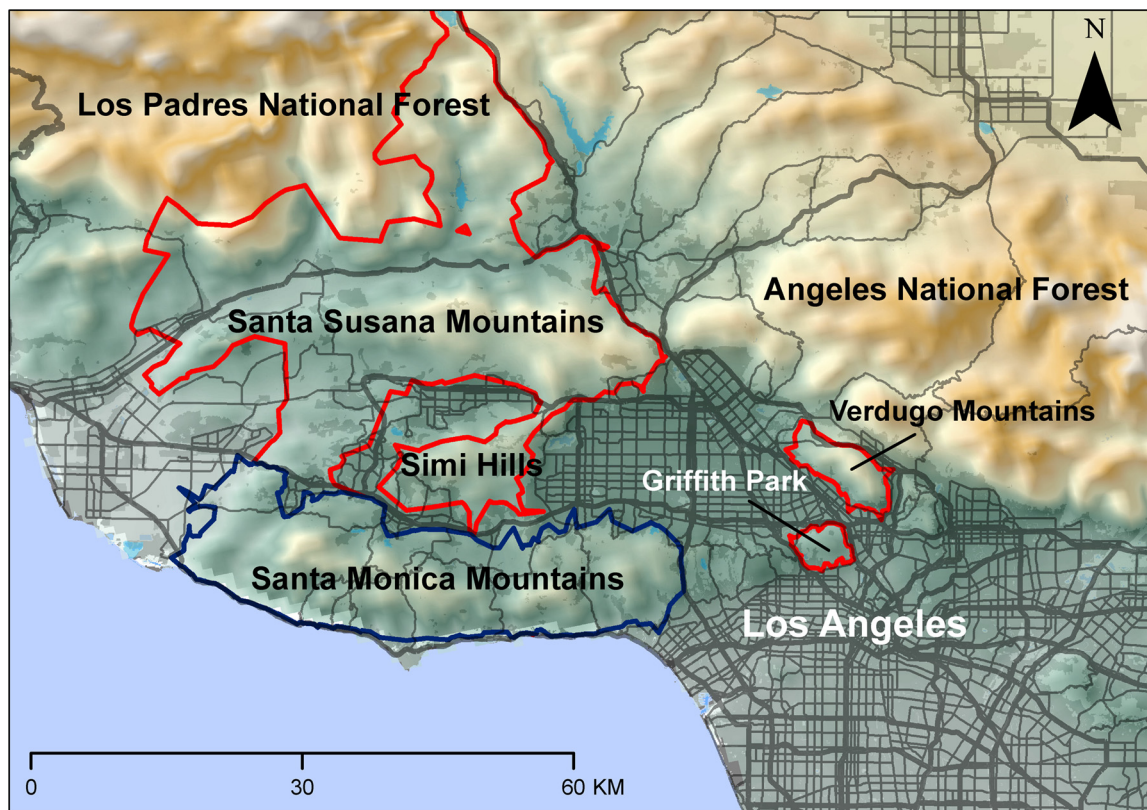 N
Los Padres National Forest
Angeles National Forest
Santa Susana Mountains
Verdugo Mountains
Simi Hills
Griffith Park
Santa Monica Mountains
Los Angeles
0 30 60 KM